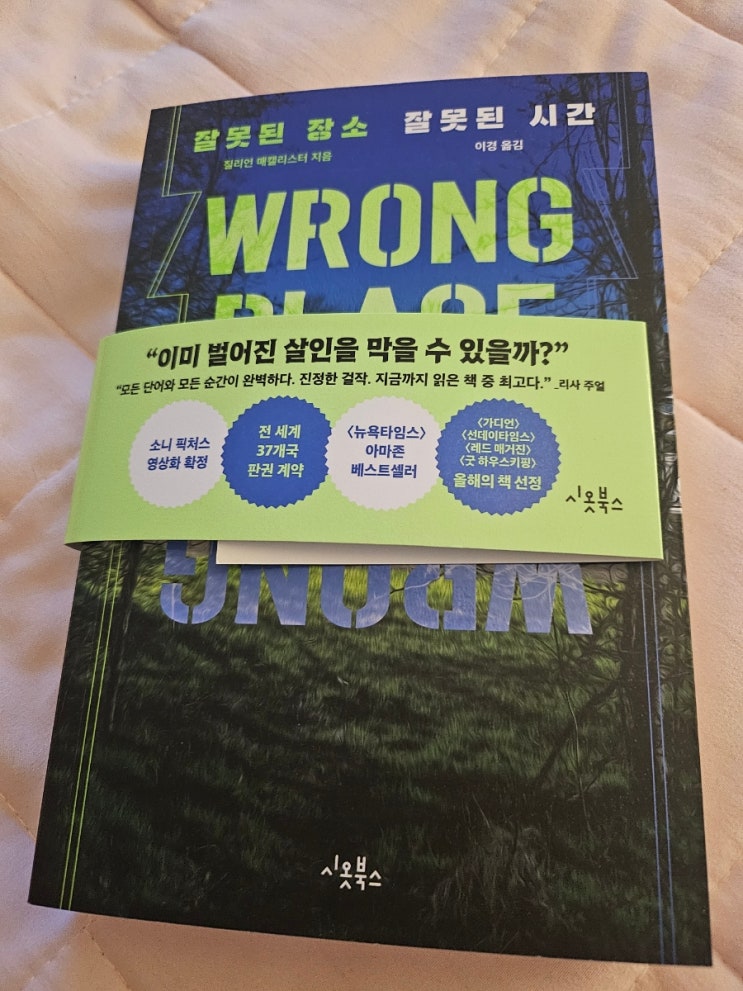 잘못된 장소 잘못된 시간
질리언 매캘리스터 지음
이경 옮김
WRONG
PLACE
“이미 벌어진 살인을 막을 수 있을까?”
“모든 단어와 모든 순간이 완벽하다. 진정한 걸작. 지금까지 읽은 책 중 최고다.” _리사 주얼
소니 픽처스
영상화 확정
전 세계
37개국
판권 계약
〈뉴욕타임스〉
아마존
베스트셀러
〈가디언〉
〈선데이타임스〉
〈레드 매거진〉
〈굿 하우스키핑〉
올해의 책 선정
시옷북스
WRONG
시옷북스